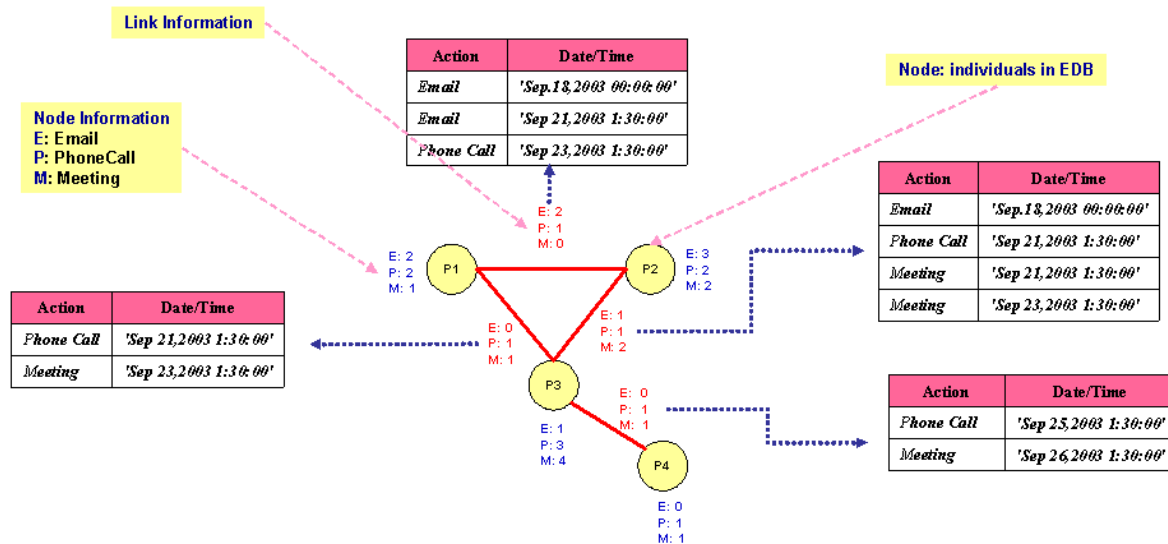 Link Information
Action Date/Time
Email 'Sep.18,2003 00:00:00'
Email 'Sep 21,2003 1:30:00'
Phone Call 'Sep 23,2003 1:30:00'
Node: individuals in EDB
Node Information
E: Email
P: PhoneCall
M: Meeting
Action Date/Time
Email 'Sep.18,2003 00:00:00'
Phone Call 'Sep 21,2003 1:30:00'
Meeting 'Sep 21,2003 1:30:00'
Meeting 'Sep 23,2003 1:30:00'
E: 2
P: 1
M: 0
E: 2
P: 2
M: 1
P1
P2
E: 3
P: 2
M: 2
Action Date/Time
Phone Call 'Sep 21,2003 1:30:00'
Meeting 'Sep 23,2003 1:30:00'
E: 0
P: 1
M: 1
E: 1
P: 1
M: 2
P3
E: 0
P: 1
M: 1
Action Date/Time
Phone Call 'Sep 25,2003 1:30:00'
Meeting 'Sep 26,2003 1:30:00'
E: 1
P: 3
M: 4
P4
E: 0
P: 1
M: 1